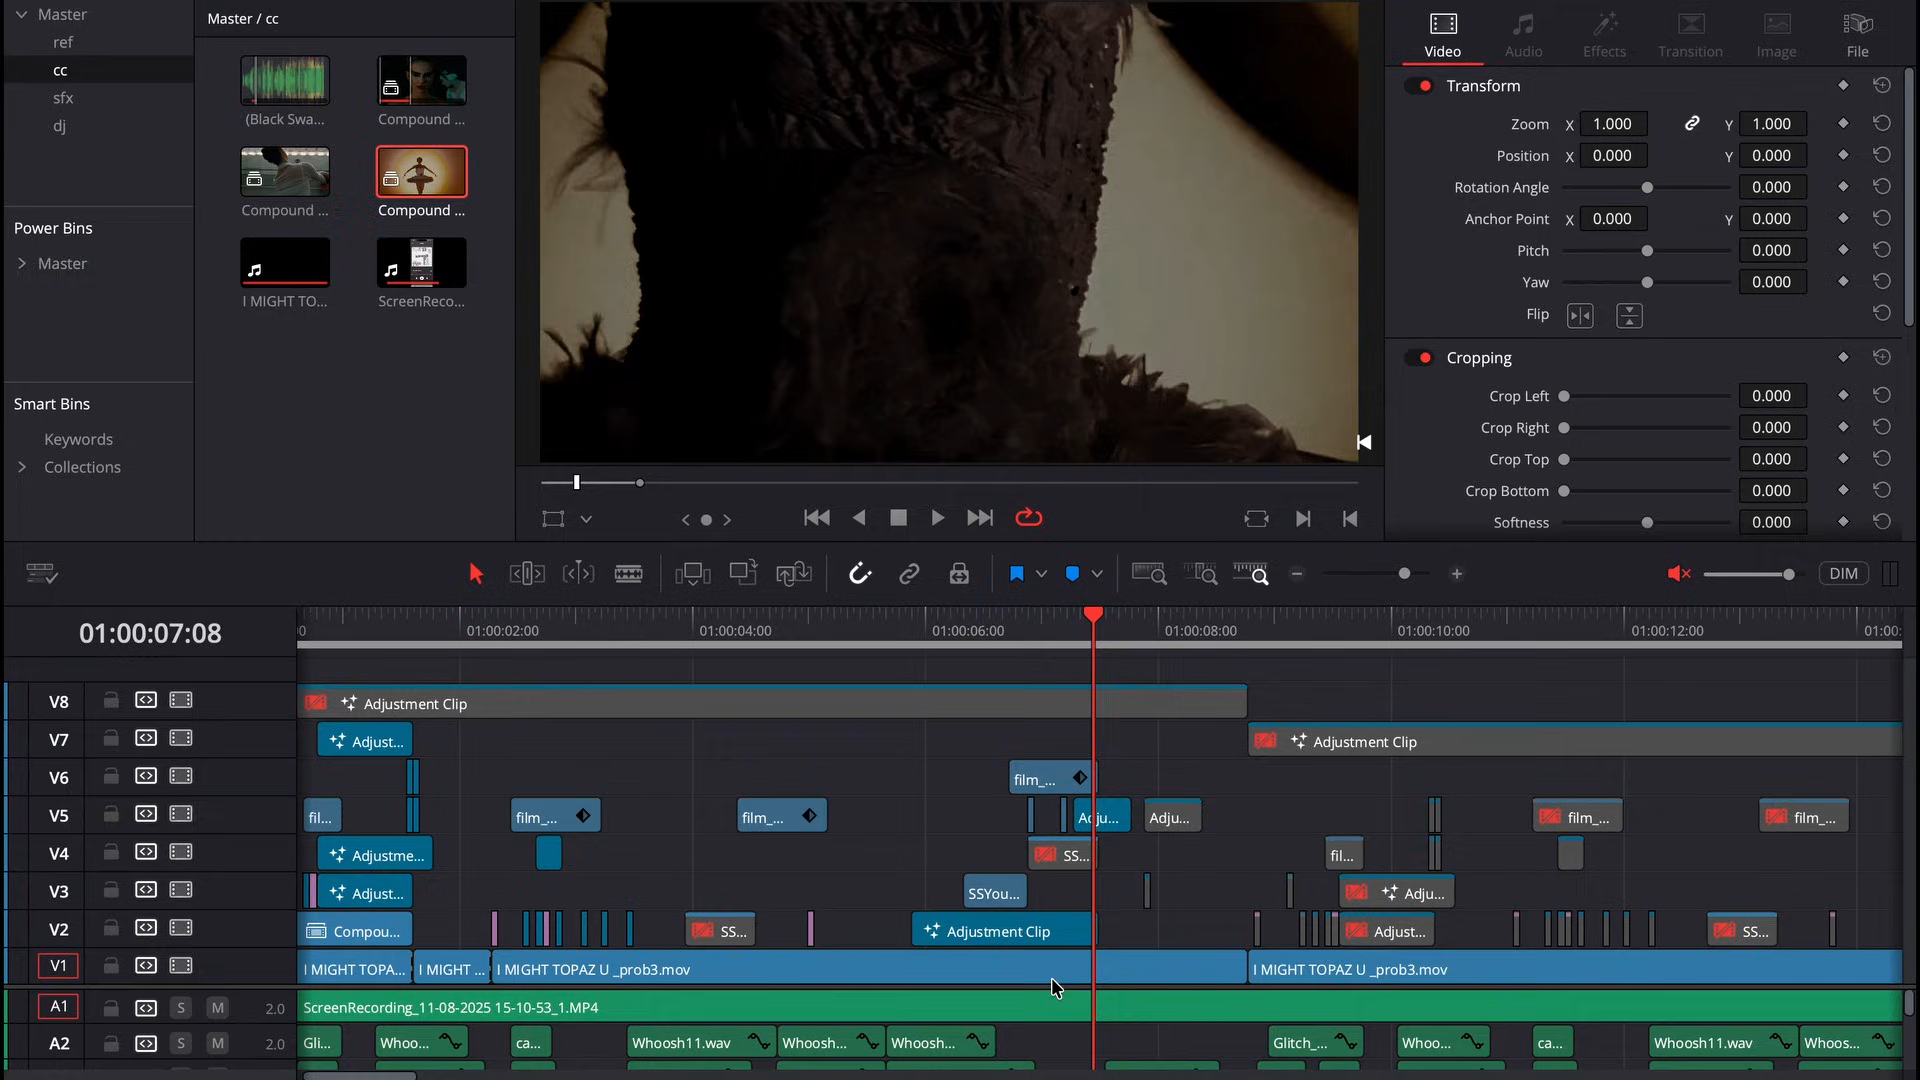 Master
ref
cc
sfx
dj
Power Bins
Master
Smart Bins
Keywords
Collections
Master / cc
(Black Swa...
Compound ...
Compound ...
Compound ...
I MIGHT TO...
ScreenReco...
Video
Audio
Effects
Transition
Image
File
Transform
Zoom X 1.000 Y 1.000
Position X 0.000 Y 0.000
Rotation Angle 0.000
Anchor Point X 0.000 Y 0.000
Pitch 0.000
Yaw 0.000
Flip
Cropping
Crop Left 0.000
Crop Right 0.000
Crop Top 0.000
Crop Bottom 0.000
Softness 0.000
DIM
01:00:07:08
01:00:02:00 01:00:04:00 01:00:06:00 01:00:08:00 01:00:10:00 01:00:12:00 01:00:
V8 Adjustment Clip
V7 Adjust... Adjustment Clip
V6 film_...
V5 fil... film_... film_... Adju... Adju... film_... film_...
V4 Adjustme... SS... fil...
V3 Adjust... SSYou... Adju...
V2 Compou... SS... Adjustment Clip Adjust... SS...
V1 I MIGHT TOPA... I MIGHT ... I MIGHT TOPAZ U _prob3.mov I MIGHT TOPAZ U _prob3.mov
A1 S M 2.0 ScreenRecording_11-08-2025 15-10-53_1.MP4
A2 S M 2.0 Gli... Whoo... ca... Whoosh11.wav Whoosh... Whoosh... Glitch_... Whoo... ca... Whoosh11.wav Whoos...